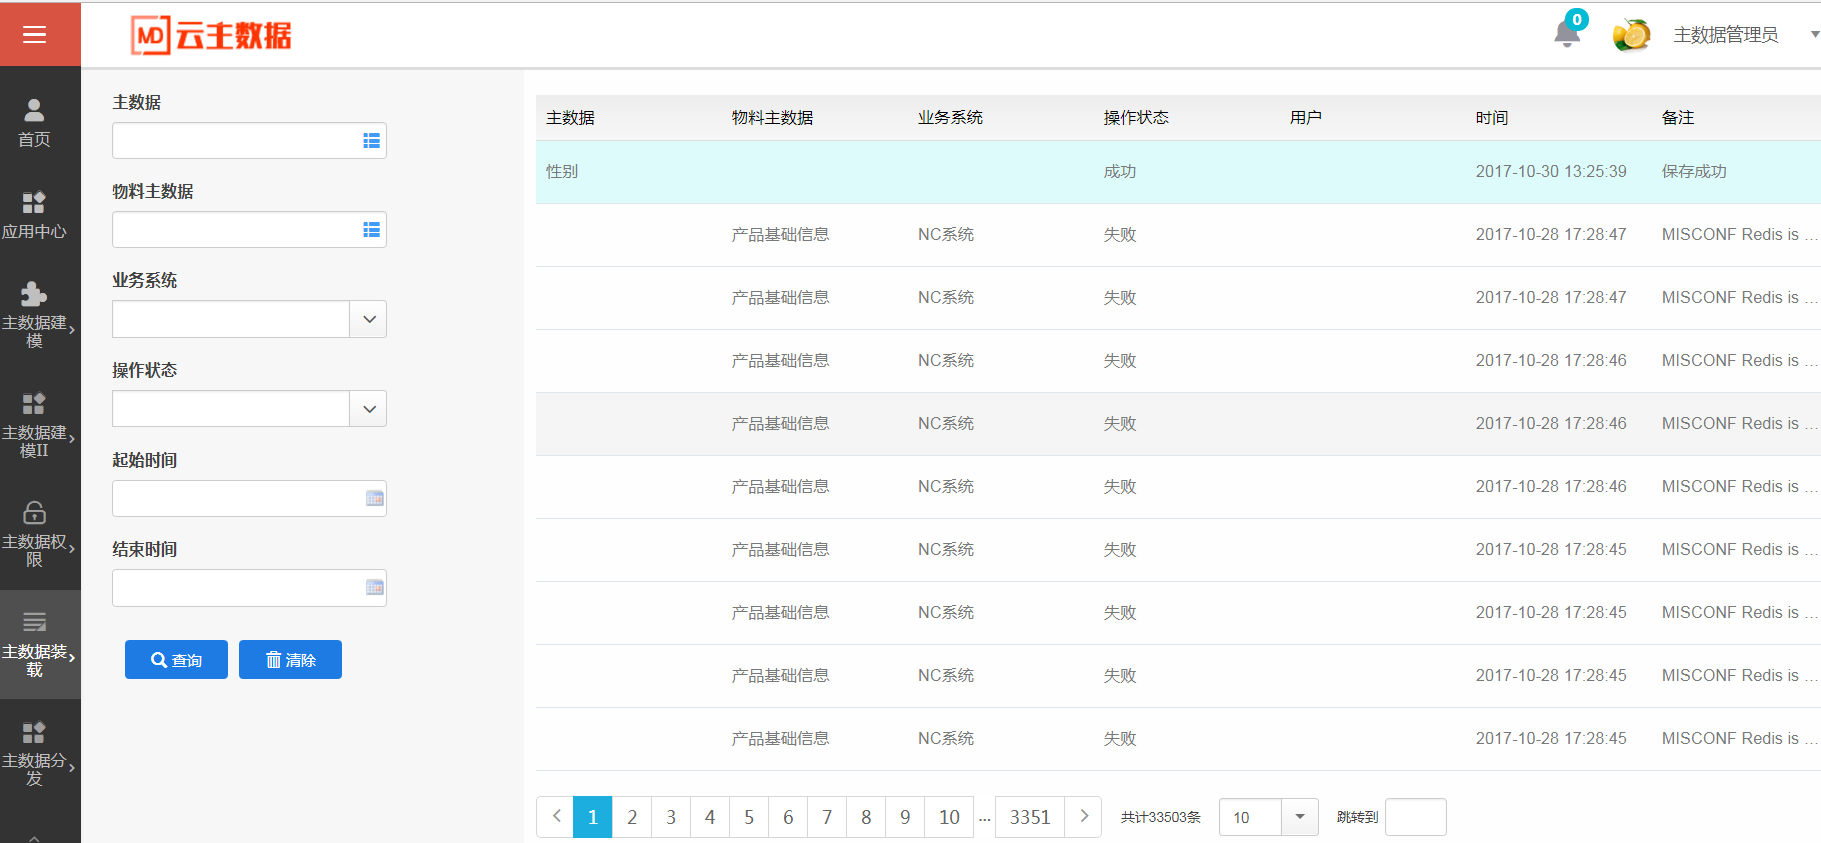 MD 云主数据
0
主数据管理员
首页
应用中心
主数据建
模
主数据建
模II
主数据权
限
主数据装
载
主数据分
发
主数据
物料主数据
业务系统
操作状态
起始时间
结束时间
查询 清除
主数据 物料主数据 业务系统 操作状态 用户 时间 备注
性别 成功 2017-10-30 13:25:39 保存成功
产品基础信息 NC系统 失败 2017-10-28 17:28:47 MISCONF Redis is ...
产品基础信息 NC系统 失败 2017-10-28 17:28:47 MISCONF Redis is ...
产品基础信息 NC系统 失败 2017-10-28 17:28:46 MISCONF Redis is ...
产品基础信息 NC系统 失败 2017-10-28 17:28:46 MISCONF Redis is ...
产品基础信息 NC系统 失败 2017-10-28 17:28:46 MISCONF Redis is ...
产品基础信息 NC系统 失败 2017-10-28 17:28:45 MISCONF Redis is ...
产品基础信息 NC系统 失败 2017-10-28 17:28:45 MISCONF Redis is ...
产品基础信息 NC系统 失败 2017-10-28 17:28:45 MISCONF Redis is ...
产品基础信息 NC系统 失败 2017-10-28 17:28:45 MISCONF Redis is ...
1 2 3 4 5 6 7 8 9 10 ... 3351 共计33503条 10 跳转到